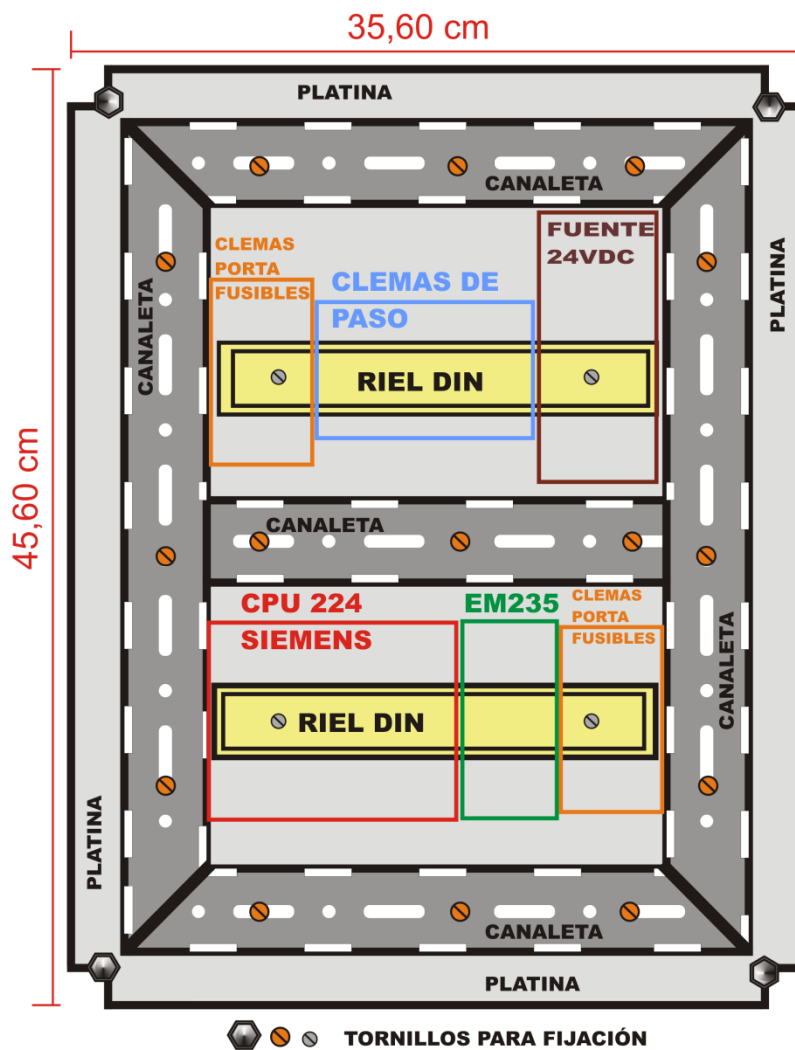 35,60 cm
PLATINA
CANALETA
CLEMAS
PORTA
FUSIBLES
CLEMAS DE
PASO
FUENTE
24VDC
PLATINA
CANALETA
RIEL DIN
45,60 cm
CANALETA
CPU 224
SIEMENS
EM235
CLEMAS
PORTA
FUSIBLES
CANALETA
RIEL DIN
PLATINA
CANALETA
PLATINA
TORNILLOS PARA FIJACIÓN